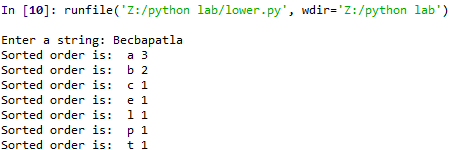 In [10]: runfile('Z:/python lab/lower.py', wdir='Z:/python lab')
Enter a string: Becbapatla
Sorted order is:  a 3
Sorted order is:  b 2
Sorted order is:  c 1
Sorted order is:  e 1
Sorted order is:  l 1
Sorted order is:  p 1
Sorted order is:  t 1